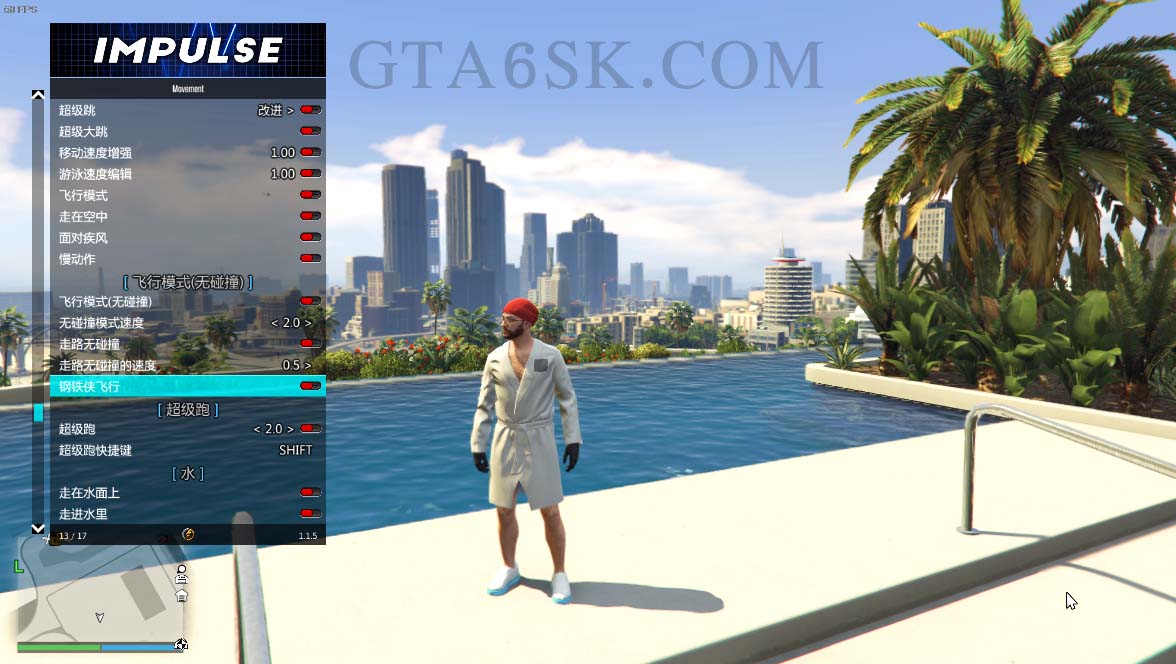 60 FPS
IMPULSE
GTA6SK.COM
Movement
超级跳 改进 >
超级大跳
移动速度增强 1.00
游泳速度编辑 1.00
飞行模式
走在空中
面对疾风
慢动作
[ 飞行模式(无碰撞) ]
飞行模式(无碰撞)
无碰撞模式速度 < 2.0 >
走路无碰撞
走路无碰撞的速度 0.5 >
钢铁侠飞行
[ 超级跑 ]
超级跑 < 2.0 >
超级跑快捷键 SHIFT
[ 水 ]
走在水面上
走进水里
13 / 17 1.1.5
L